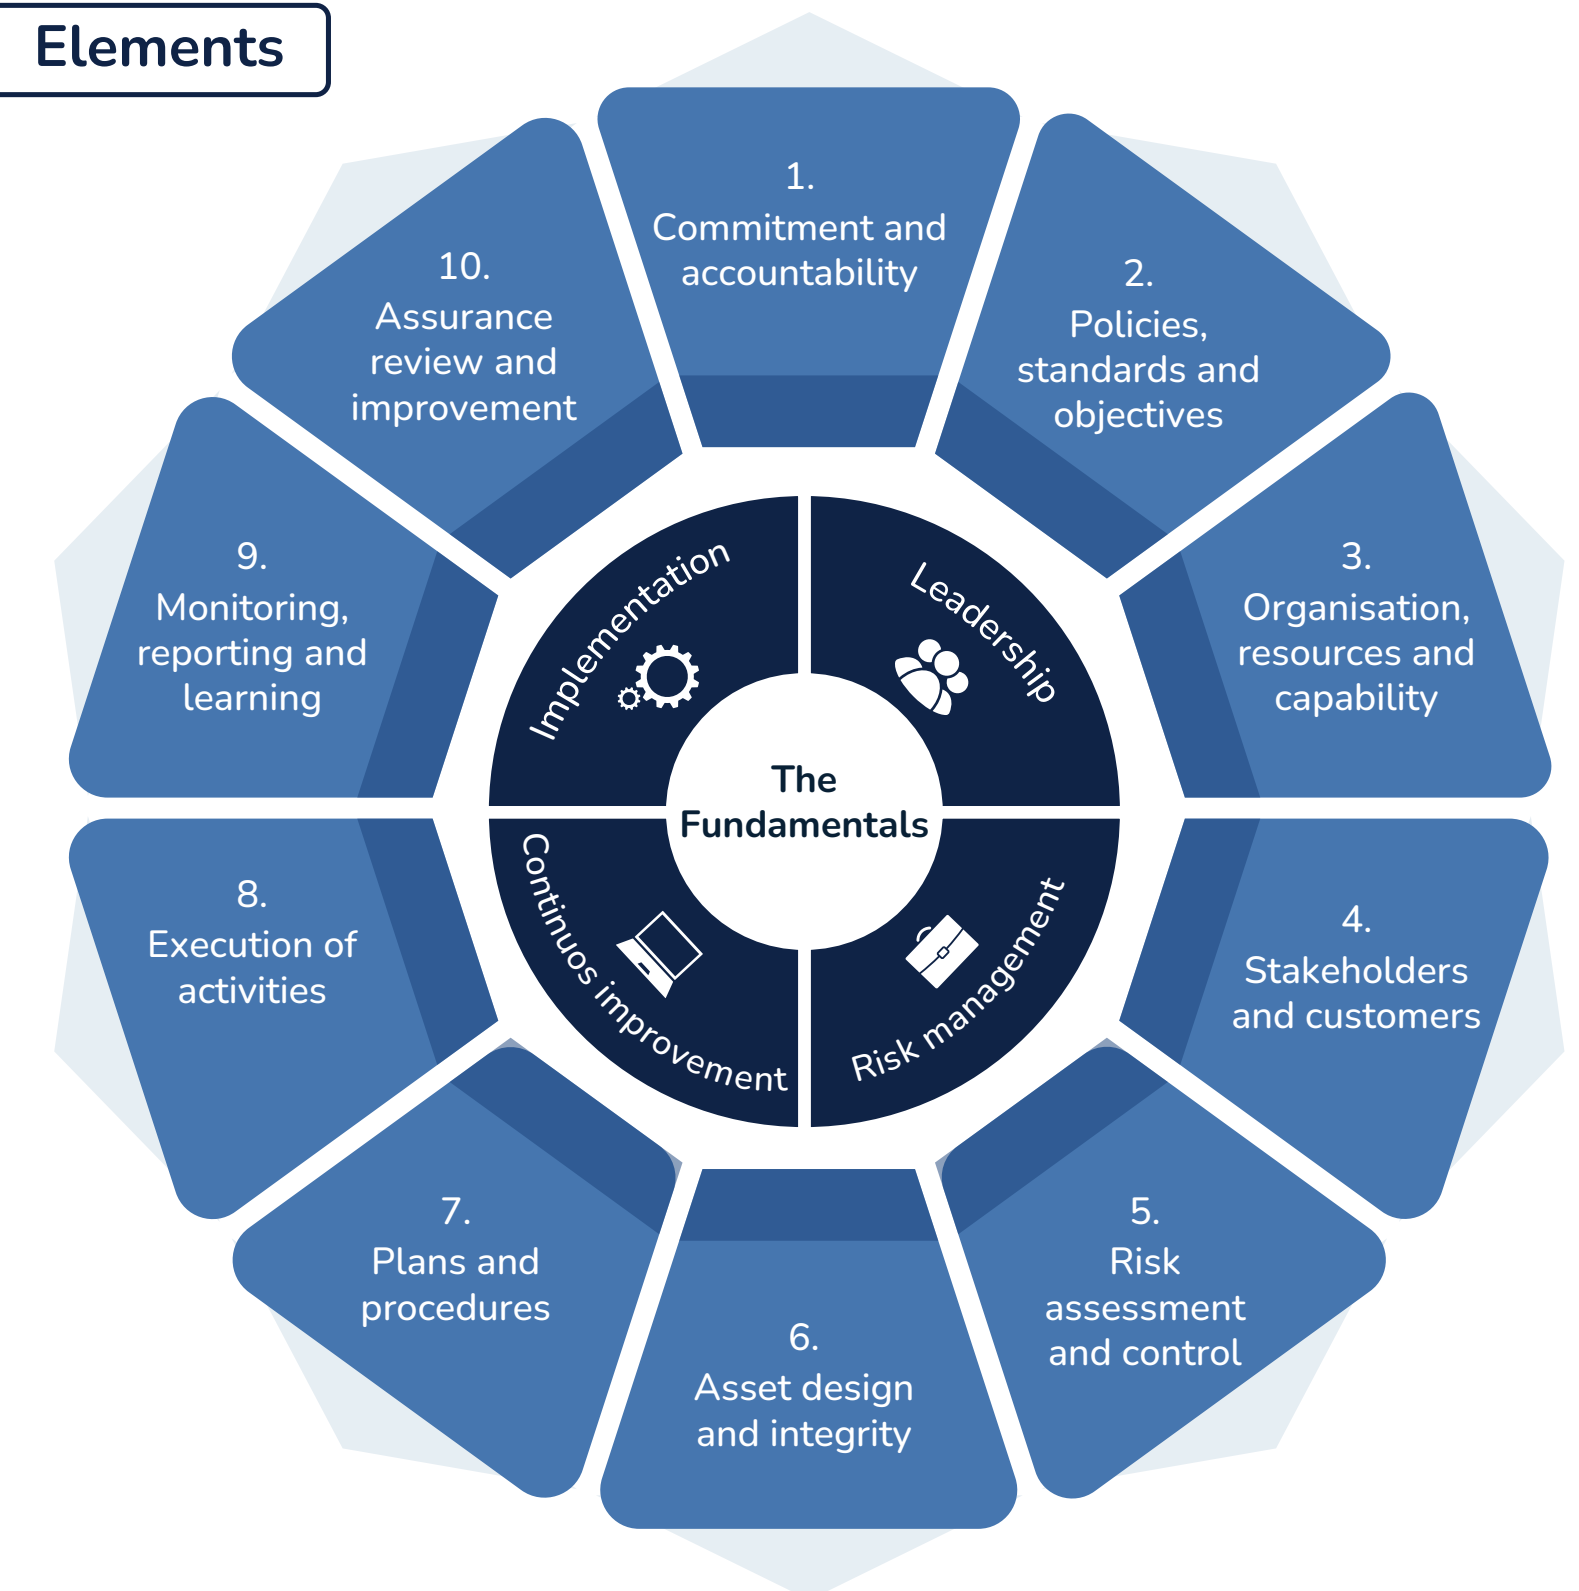 Elements
1.
Commitment and
accountability
2.
Policies,
standards and
objectives
3.
Organisation,
resources and
capability
4.
Stakeholders
and customers
5.
Risk
assessment
and control
6.
Asset design
and integrity
7.
Plans and
procedures
8.
Execution of
activities
9.
Monitoring,
reporting and
learning
10.
Assurance
review and
improvement
Implementation
Leadership
The
Fundamentals
Continuos improvement
Risk management